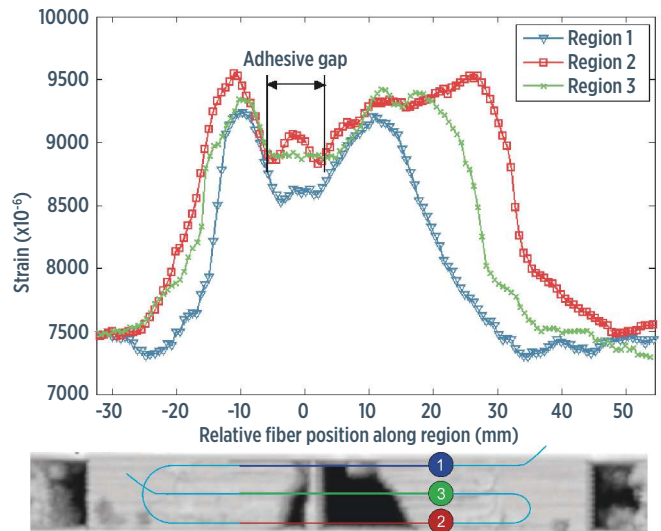 10000
9500
9000
8500
8000
7500
7000
Strain (x10⁻⁶)
Adhesive gap
Region 1
Region 2
Region 3
-30 -20 -10 0 10 20 30 40 50
Relative fiber position along region (mm)
1
3
2